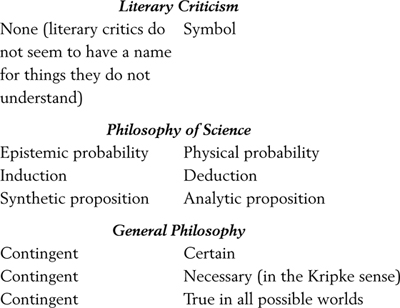 Literary Criticism
None (literary critics do Symbol
not seem to have a name
for things they do not
understand)
Philosophy of Science
Epistemic probability Physical probability
Induction Deduction
Synthetic proposition Analytic proposition
General Philosophy
Contingent Certain
Contingent Necessary (in the Kripke sense)
Contingent True in all possible worlds